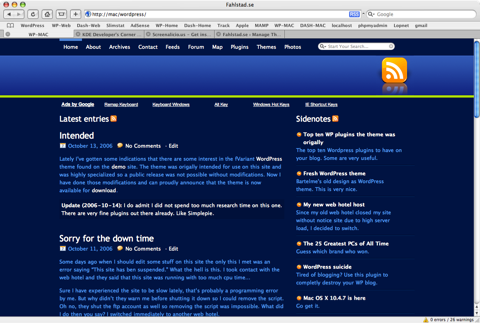 Fahlstad.se
http://mac/wordpress/
RSS
Google
WordPress WP-Web Dash-Web Slimstat AdSense WP-Home Dash-Home Track Apple MAMP WP-MAC DASH-MAC localhost phpmyadmin Lopnet gmail
WP-MAC KDE Developer's Corner ... Screendicio.us - Get ins... Fahlstad.se - Manage Th...
Home About Archives Contact Feeds Forum Map Plugins Themes Photos
Start Your Search...
Ads by Google Remap Keyboard Keyboard Windows Alt Key Windows Hot Keys IE Shortcut Keys
Latest entries
Intended
October 13, 2006 No Comments - Edit
Lately I've gotten some indications that there are some interest in the fVariant WordPress
theme found on the demo site. The theme was origally intended for use on this site and
was highly specialized so a public release was not possible without modifications. Now I
have done those modifications and can proudly announce that the theme is now
available for download.
Update (2006-10-14): I do admit I did not spend too much research time on this one.
There are very fine plugins out there already. Like Simplepie.
Sorry for the down time
October 11, 2006 No Comments - Edit
Some days ago when I should edit some stuff on this site the only this I met was an
error saying "This site has ben suspended." What the hell is this. I took contact with the
web hotel and they said that this site was running with too much cpu time...
Sure I have experienced the site to be slow lately, that's probably a programming error
by me. But why didn't they warn me before shutting it down so I could remove the script.
Oh no, they shut the ftp account as well so removing the script was impossible. What did
I do then you say? I switched immediately to another web hotel.
Sidenotes
Top ten WP plugins the theme was
origally
The top ten Wordpress plugins to have on
your blog. Some are very useful.
Fresh WordPress theme
Bartelme's old design as WordPress
theme. This is very nice.
My new web hotel host
Since my old web hotel closed my site
without notice site due to high server
load, I decided to switch.
The 25 Greatest PCs of All Time
Guess which brand who won.
WordPress suicide
Tired of blogging? Use this plugin to
completly destroy your WP blog.
Mac OS X 10.4.7 is here
Go get it.
0 errors / 26 warnings